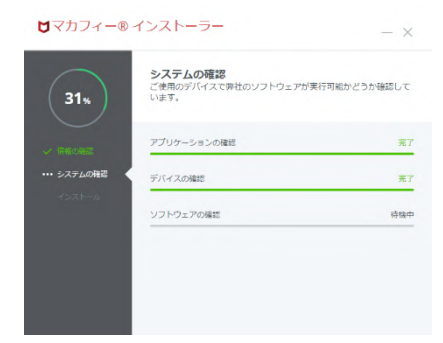 マカフィー® インストーラー
31%
システムの確認
ご使用のデバイスで弊社のソフトウェアが実行可能かどうか確認して
います。
アプリケーションの確認 完了
✓ 情報の確認
••• システムの確認
デバイスの確認 完了
インストール
ソフトウェアの確認 待機中